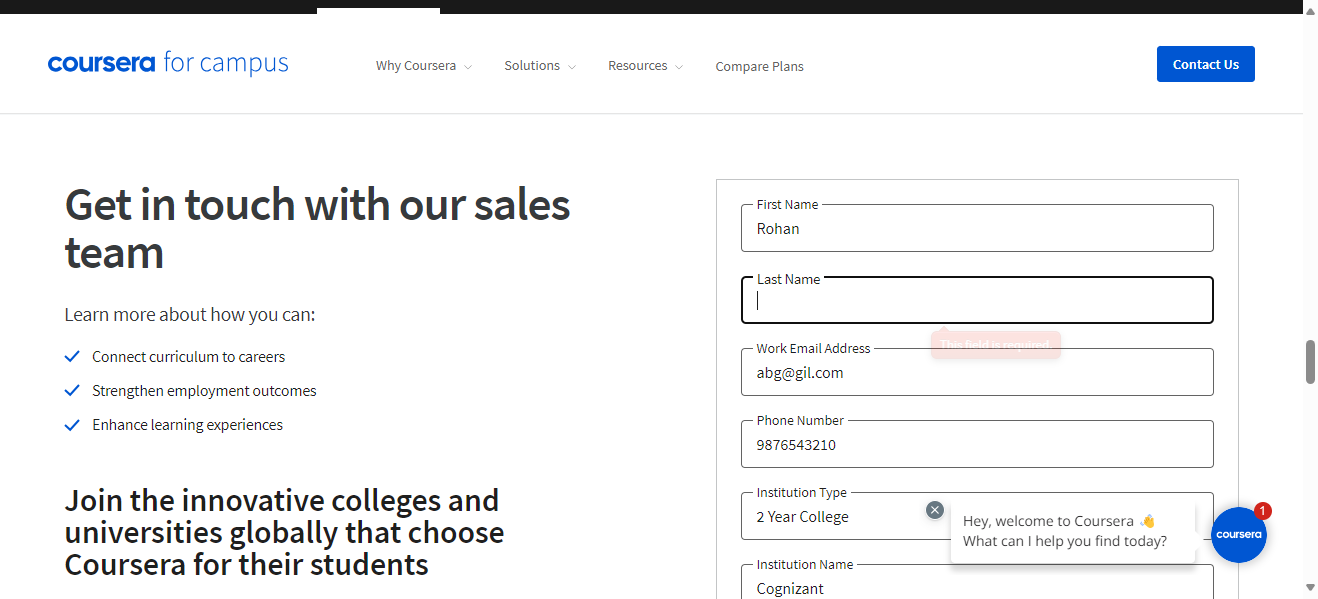 coursera for campus
Why Coursera
Solutions
Resources
Compare Plans
Contact Us
Get in touch with our sales
team
Learn more about how you can:
Connect curriculum to careers
Strengthen employment outcomes
Enhance learning experiences
Join the innovative colleges and
universities globally that choose
Coursera for their students
First Name
Rohan
Last Name
This field is required.
Work Email Address
abg@gil.com
Phone Number
9876543210
Institution Type
2 Year College
Institution Name
Cognizant
Hey, welcome to Coursera 👋
What can I help you find today?
coursera
1